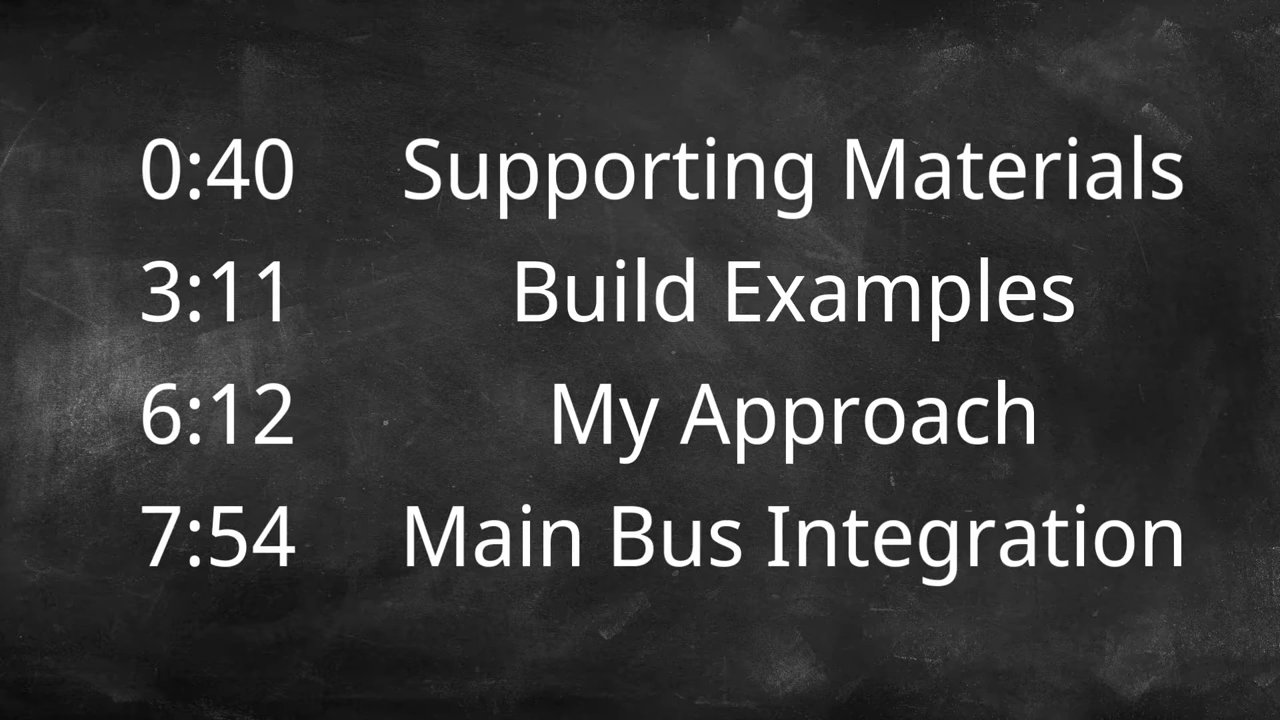 0:40 Supporting Materials
3:11 Build Examples
6:12 My Approach
7:54 Main Bus Integration